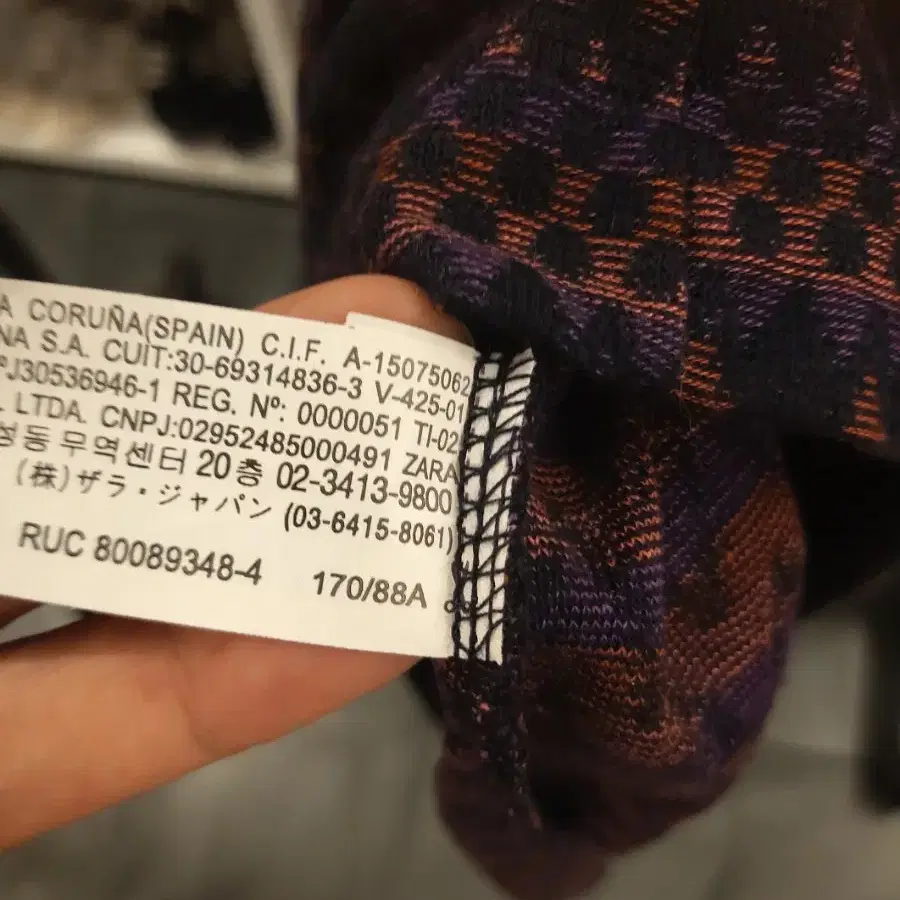 A CORUÑA(SPAIN) C.I.F. A-15075062
NA S.A. CUIT:30-69314836-3 V-425-01
PJ30536946-1 REG. Nº: 0000051 TI-02
LTDA. CNPJ:02952485000491 ZARA
성동 무역센터 20층 02-3413-9800
(株)ザラ・ジャパン (03-6415-8061)
RUC 80089348-4 170/88A